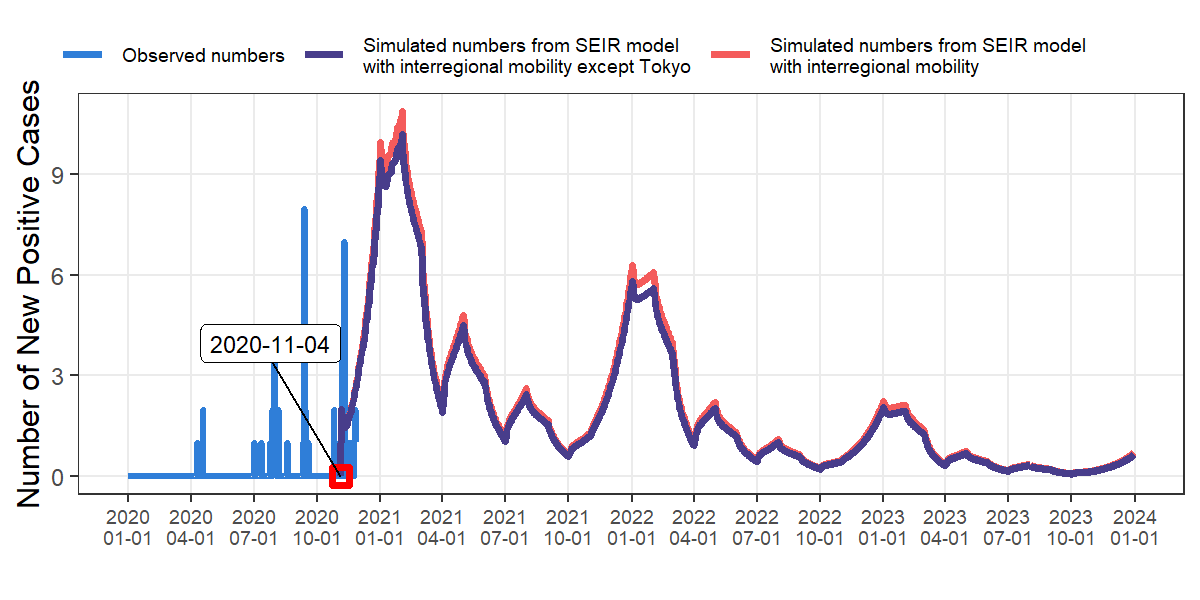 Observed numbers
Simulated numbers from SEIR model
with interregional mobility except Tokyo
Simulated numbers from SEIR model
with interregional mobility
Number of New Positive Cases
9
6
3
0
2020-11-04
2020 2020 2020 2020 2021 2021 2021 2021 2022 2022 2022 2022 2023 2023 2023 2023 2024
01-01 04-01 07-01 10-01 01-01 04-01 07-01 10-01 01-01 04-01 07-01 10-01 01-01 04-01 07-01 10-01 01-01